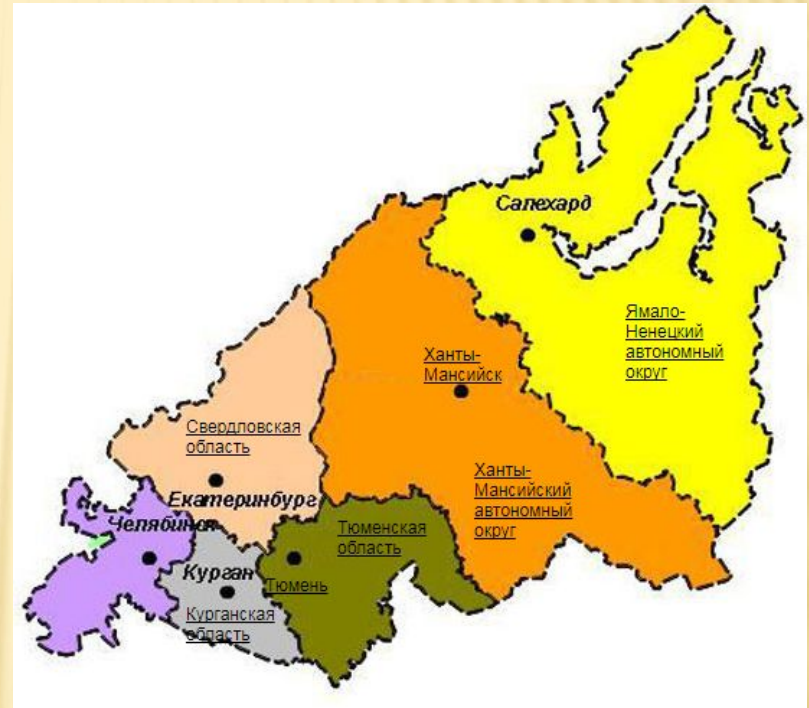 Салехард
Ямало-
Ненецкий
автономный
округ
Ханты-
Мансийск
Свердловская
область
Ханты-
Мансийский
автономный
округ
Екатеринбург
Челябинск
Тюменская
область
Курган
Тюмень
Курганская
область